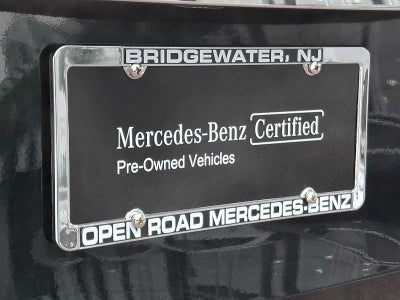 BRIDGEWATER, NJ
Mercedes-Benz Certified
Pre-Owned Vehicles
OPEN ROAD MERCEDES-BENZ